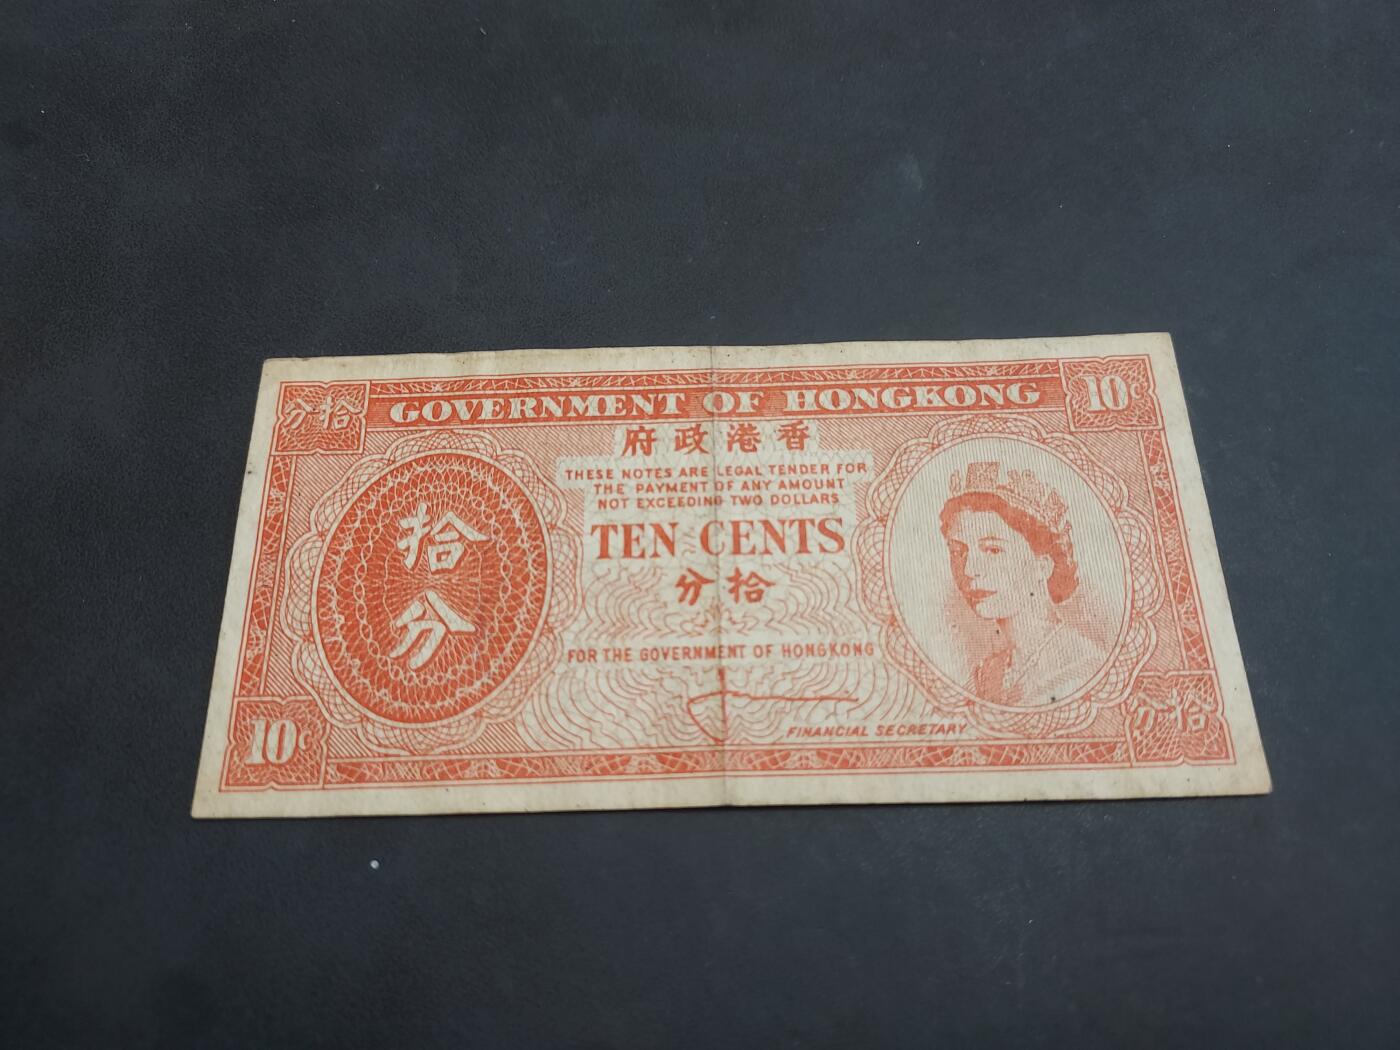 分拾
GOVERNMENT OF HONGKONG
10c
府政港香
THESE NOTES ARE LEGAL TENDER FOR
THE PAYMENT OF ANY AMOUNT
NOT EXCEEDING TWO DOLLARS
拾分
TEN CENTS
分拾
FOR THE GOVERNMENT OF HONGKONG
FINANCIAL SECRETARY
10c
分拾